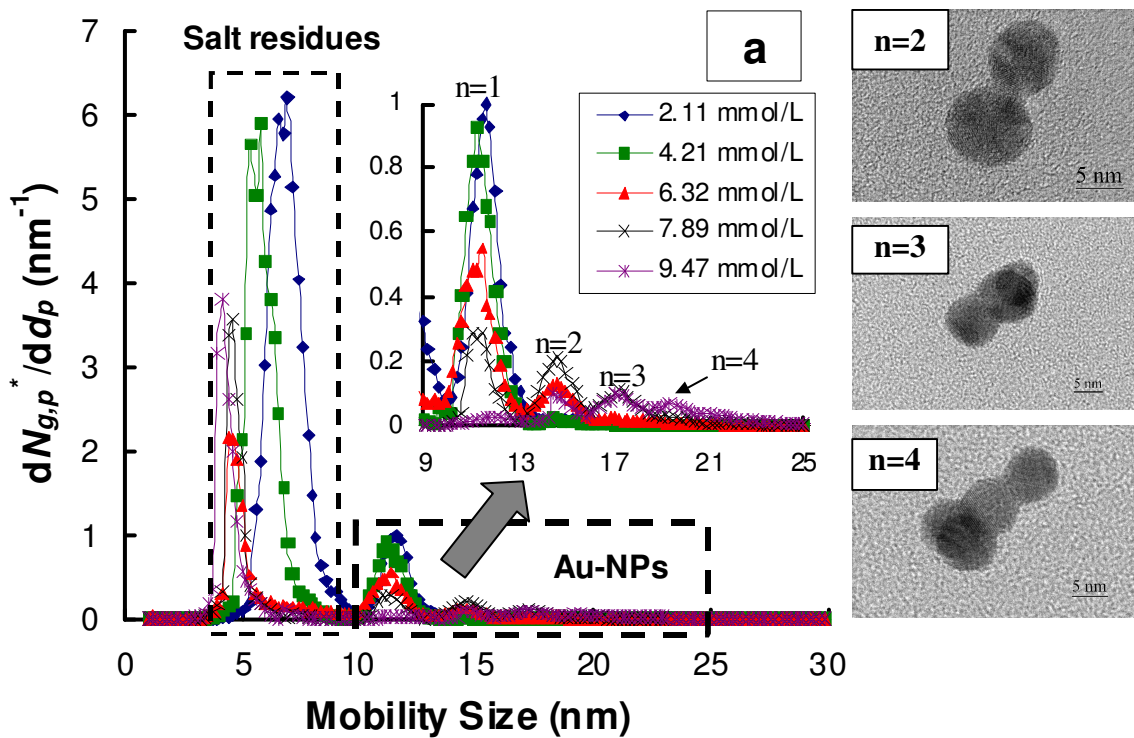 a
dN*g,p/ddp (nm-1)
7
6
5
4
3
2
1
0
0
5
10
15
20
25
30
Mobility Size (nm)
Salt residues
Au-NPs
1
0.8
0.6
0.4
0.2
0
9
13
17
21
25
n=1
n=2
n=3
n=4
2.11 mmol/L
4.21 mmol/L
6.32 mmol/L
7.89 mmol/L
9.47 mmol/L
n=2
5 nm
n=3
5 nm
n=4
5 nm